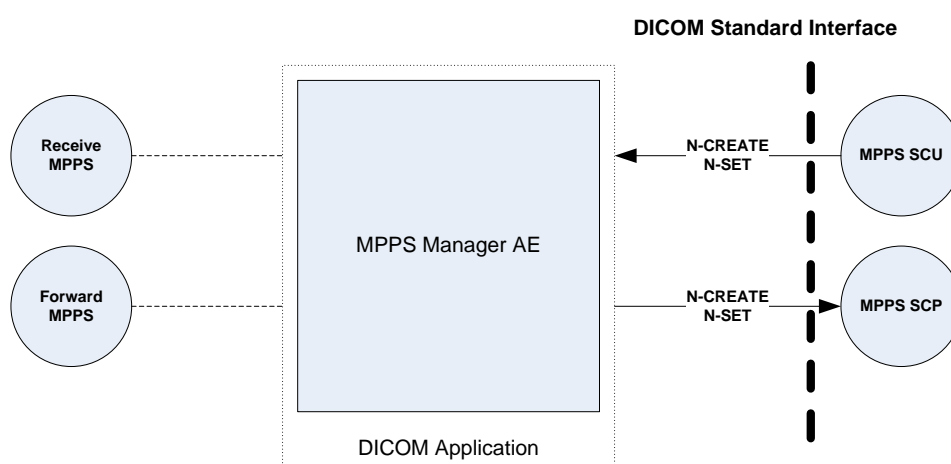 DICOM Standard Interface
Receive
MPPS
N-CREATE
N-SET
MPPS SCU
MPPS Manager AE
Forward
MPPS
N-CREATE
N-SET
MPPS SCP
DICOM Application